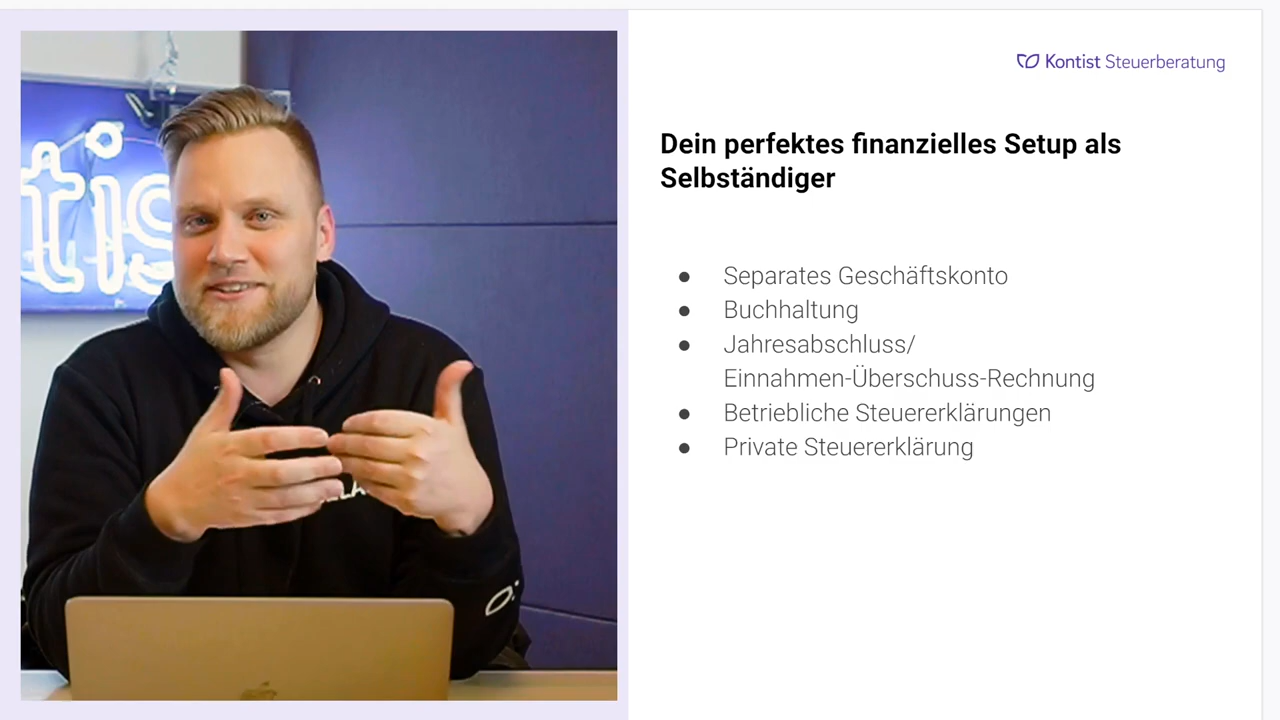 tis
Kontist Steuerberatung
Dein perfektes finanzielles Setup als
Selbständiger
● Separates Geschäftskonto
● Buchhaltung
● Jahresabschluss/
Einnahmen-Überschuss-Rechnung
● Betriebliche Steuererklärungen
● Private Steuererklärung